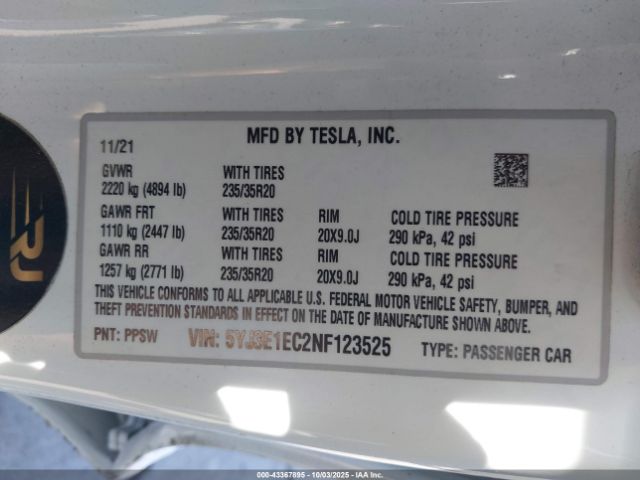 11/21
MFD BY TESLA, INC.
GVWR WITH TIRES
2220 kg (4894 lb) 235/35R20
GAWR FRT WITH TIRES RIM COLD TIRE PRESSURE
1110 kg (2447 lb) 235/35R20 20X9.0J 290 kPa, 42 psi
GAWR RR WITH TIRES RIM COLD TIRE PRESSURE
1257 kg (2771 lb) 235/35R20 20X9.0J 290 kPa, 42 psi
THIS VEHICLE CONFORMS TO ALL APPLICABLE U.S. FEDERAL MOTOR VEHICLE SAFETY, BUMPER, AND
THEFT PREVENTION STANDARDS IN EFFECT ON THE DATE OF MANUFACTURE SHOWN ABOVE.
PNT: PPSW VIN: 5YJ3E1EC2NF123525 TYPE: PASSENGER CAR
000-43367895 - 10/03/2025 - IAAI.COM